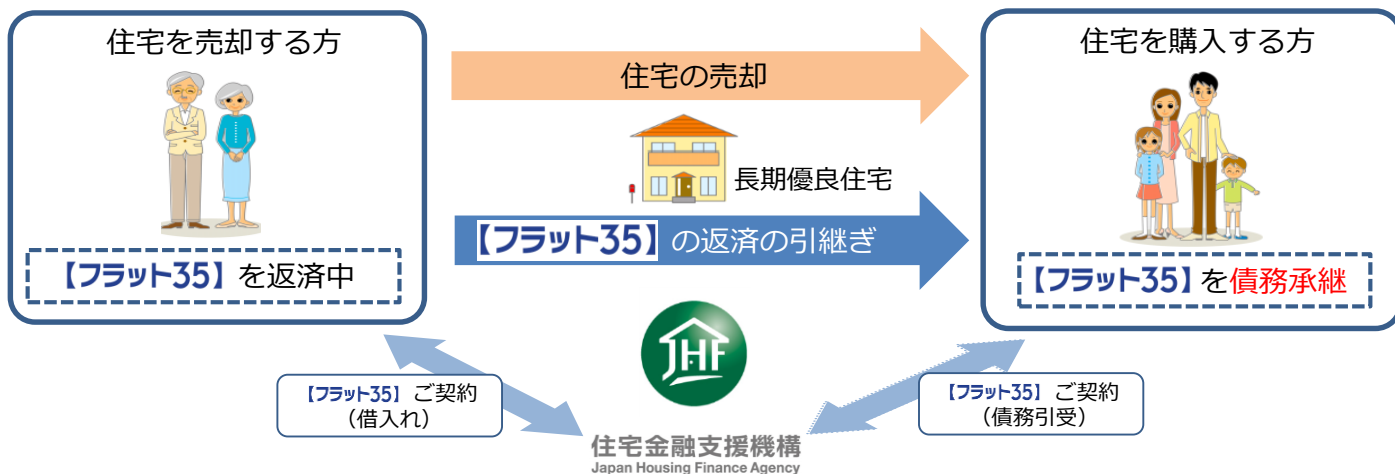 住宅を売却する方
【フラット35】を返済中
住宅の売却
長期優良住宅
【フラット35】の返済の引継ぎ
住宅を購入する方
【フラット35】を債務承継
【フラット35】ご契約
（借入れ）
JHF
住宅金融支援機構
Japan Housing Finance Agency
【フラット35】ご契約
（債務引受）